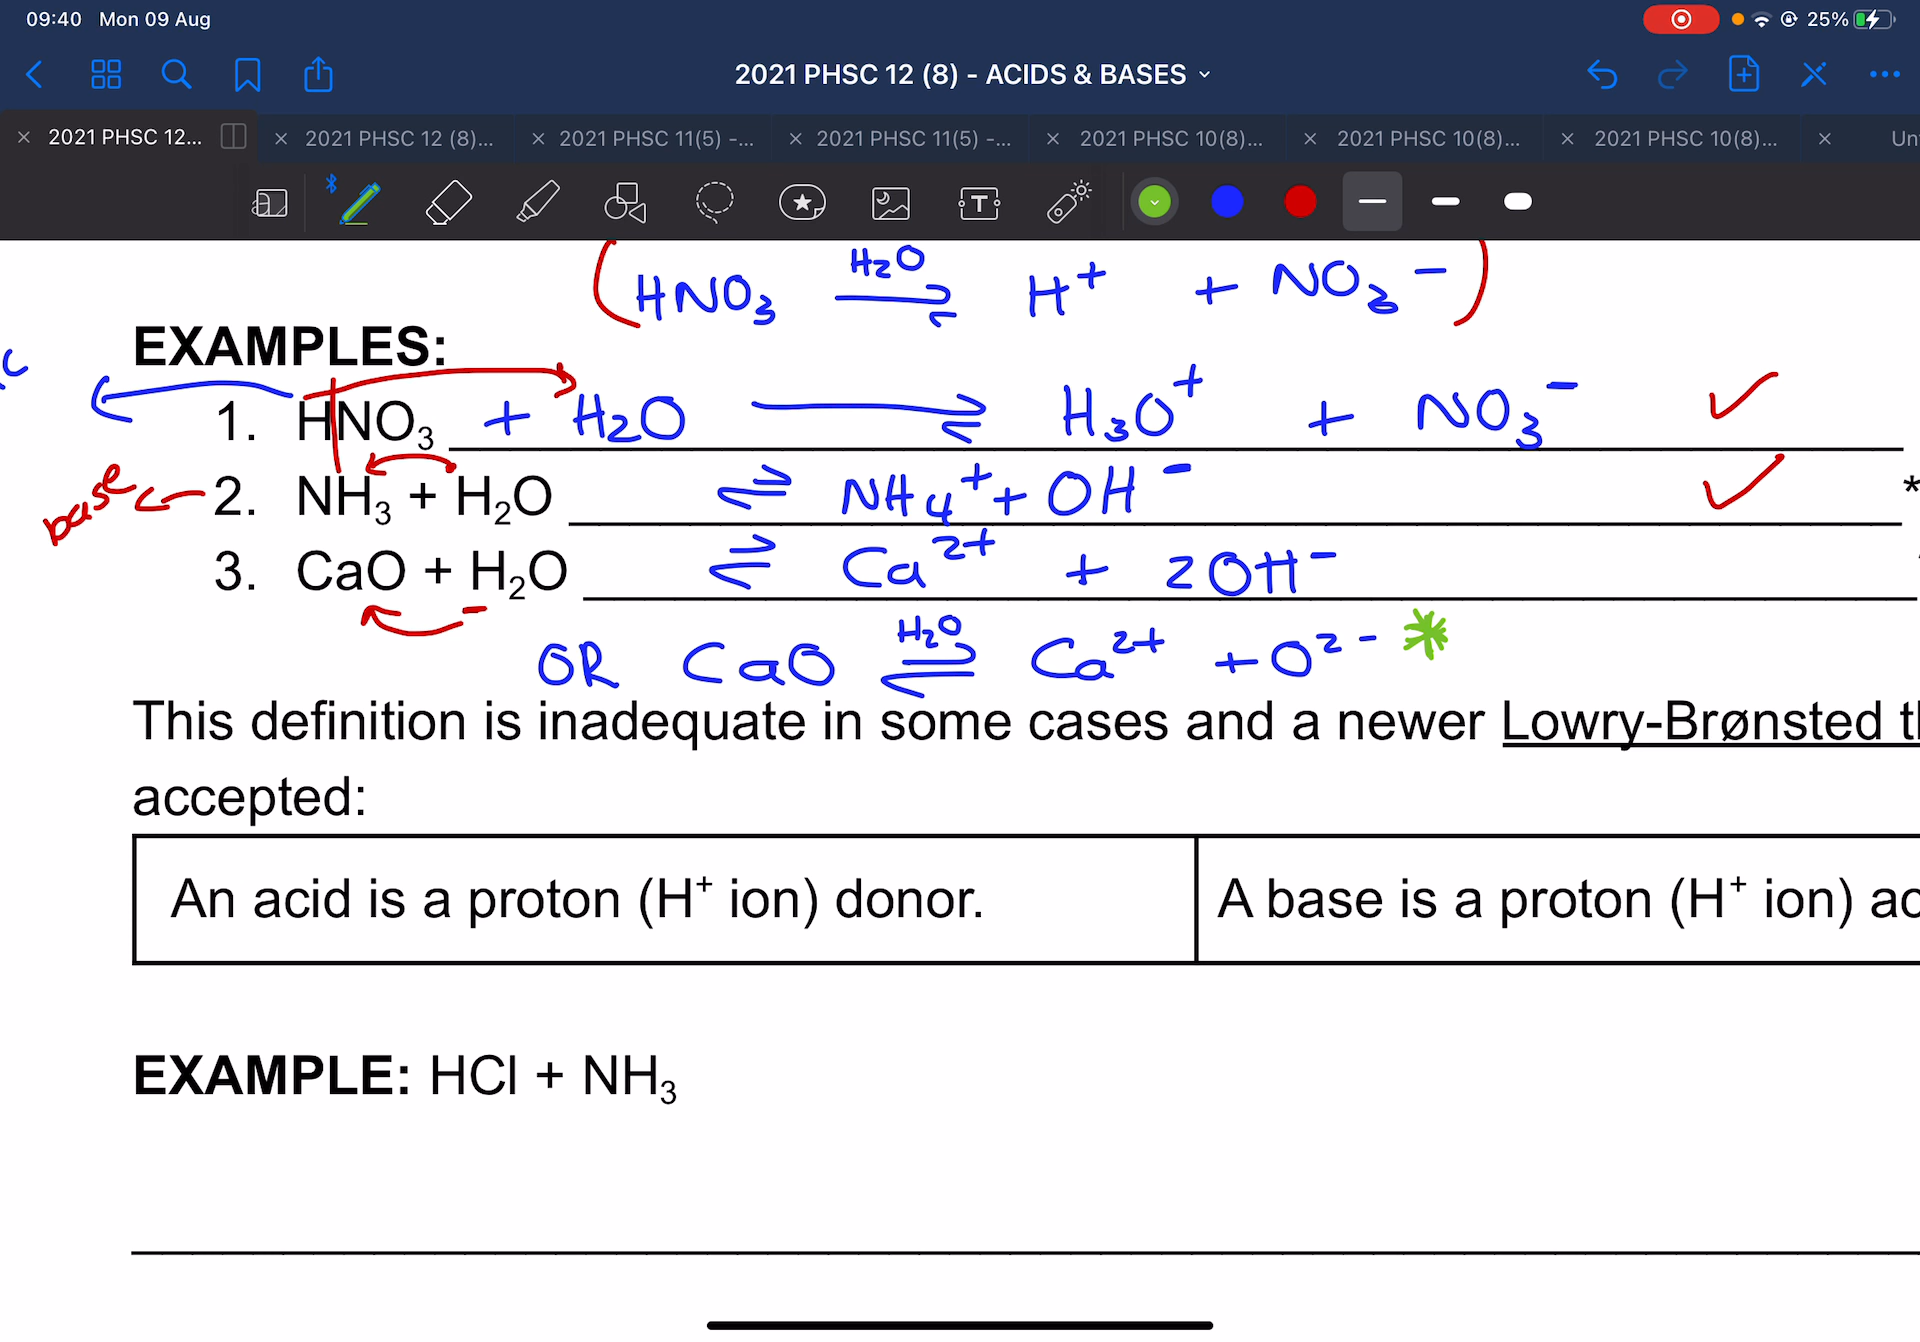 09:40 Mon 09 Aug 25%
2021 PHSC 12 (8) - ACIDS & BASES
2021 PHSC 12... 2021 PHSC 12 (8)... 2021 PHSC 11(5) -... 2021 PHSC 11(5) -... 2021 PHSC 10(8)... 2021 PHSC 10(8)... 2021 PHSC 10(8)... Un
(HNO₃ H₂O ⇌ H⁺ + NO₃⁻)
EXAMPLES:
1. HNO₃ + H₂O ⇌ H₃O⁺ + NO₃⁻ ✓
base ← 2. NH₃ + H₂O ⇌ NH₄⁺ + OH⁻ ✓ *
3. CaO + H₂O ⇌ Ca²⁺ + 2OH⁻
OR CaO H₂O ⇌ Ca²⁺ + O²⁻ *
This definition is inadequate in some cases and a newer Lowry-Brønsted
accepted:
An acid is a proton (H⁺ ion) donor. A base is a proton (H⁺ ion) ac
EXAMPLE: HCl + NH₃